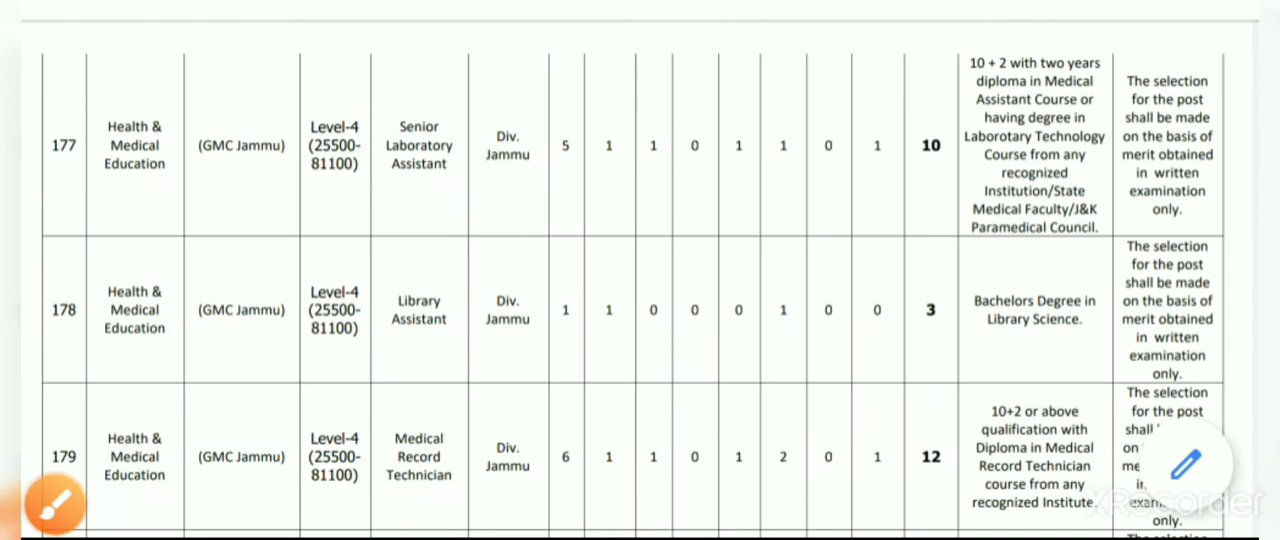 177
Health &
Medical
Education
(GMC Jammu)
Level-4
(25500-
81100)
Senior
Laboratory
Assistant
Div.
Jammu
5
1
1
0
1
1
0
1
10
10 + 2 with two years
diploma in Medical
Assistant Course or
having degree in
Laborotary Technology
Course from any
recognized
Institution/State
Medical Faculty/J&K
Paramedical Council.
The selection
for the post
shall be made
on the basis of
merit obtained
in written
examination
only.
178
Health &
Medical
Education
(GMC Jammu)
Level-4
(25500-
81100)
Library
Assistant
Div.
Jammu
1
1
0
0
0
1
0
0
3
Bachelors Degree in
Library Science.
The selection
for the post
shall be made
on the basis of
merit obtained
in written
examination
only.
179
Health &
Medical
Education
(GMC Jammu)
Level-4
(25500-
81100)
Medical
Record
Technician
Div.
Jammu
6
1
1
0
1
2
0
1
12
10+2 or above
qualification with
Diploma in Medical
Record Technician
course from any
recognized Institute.
The selection
for the post
shall
on
only.
XRecorder